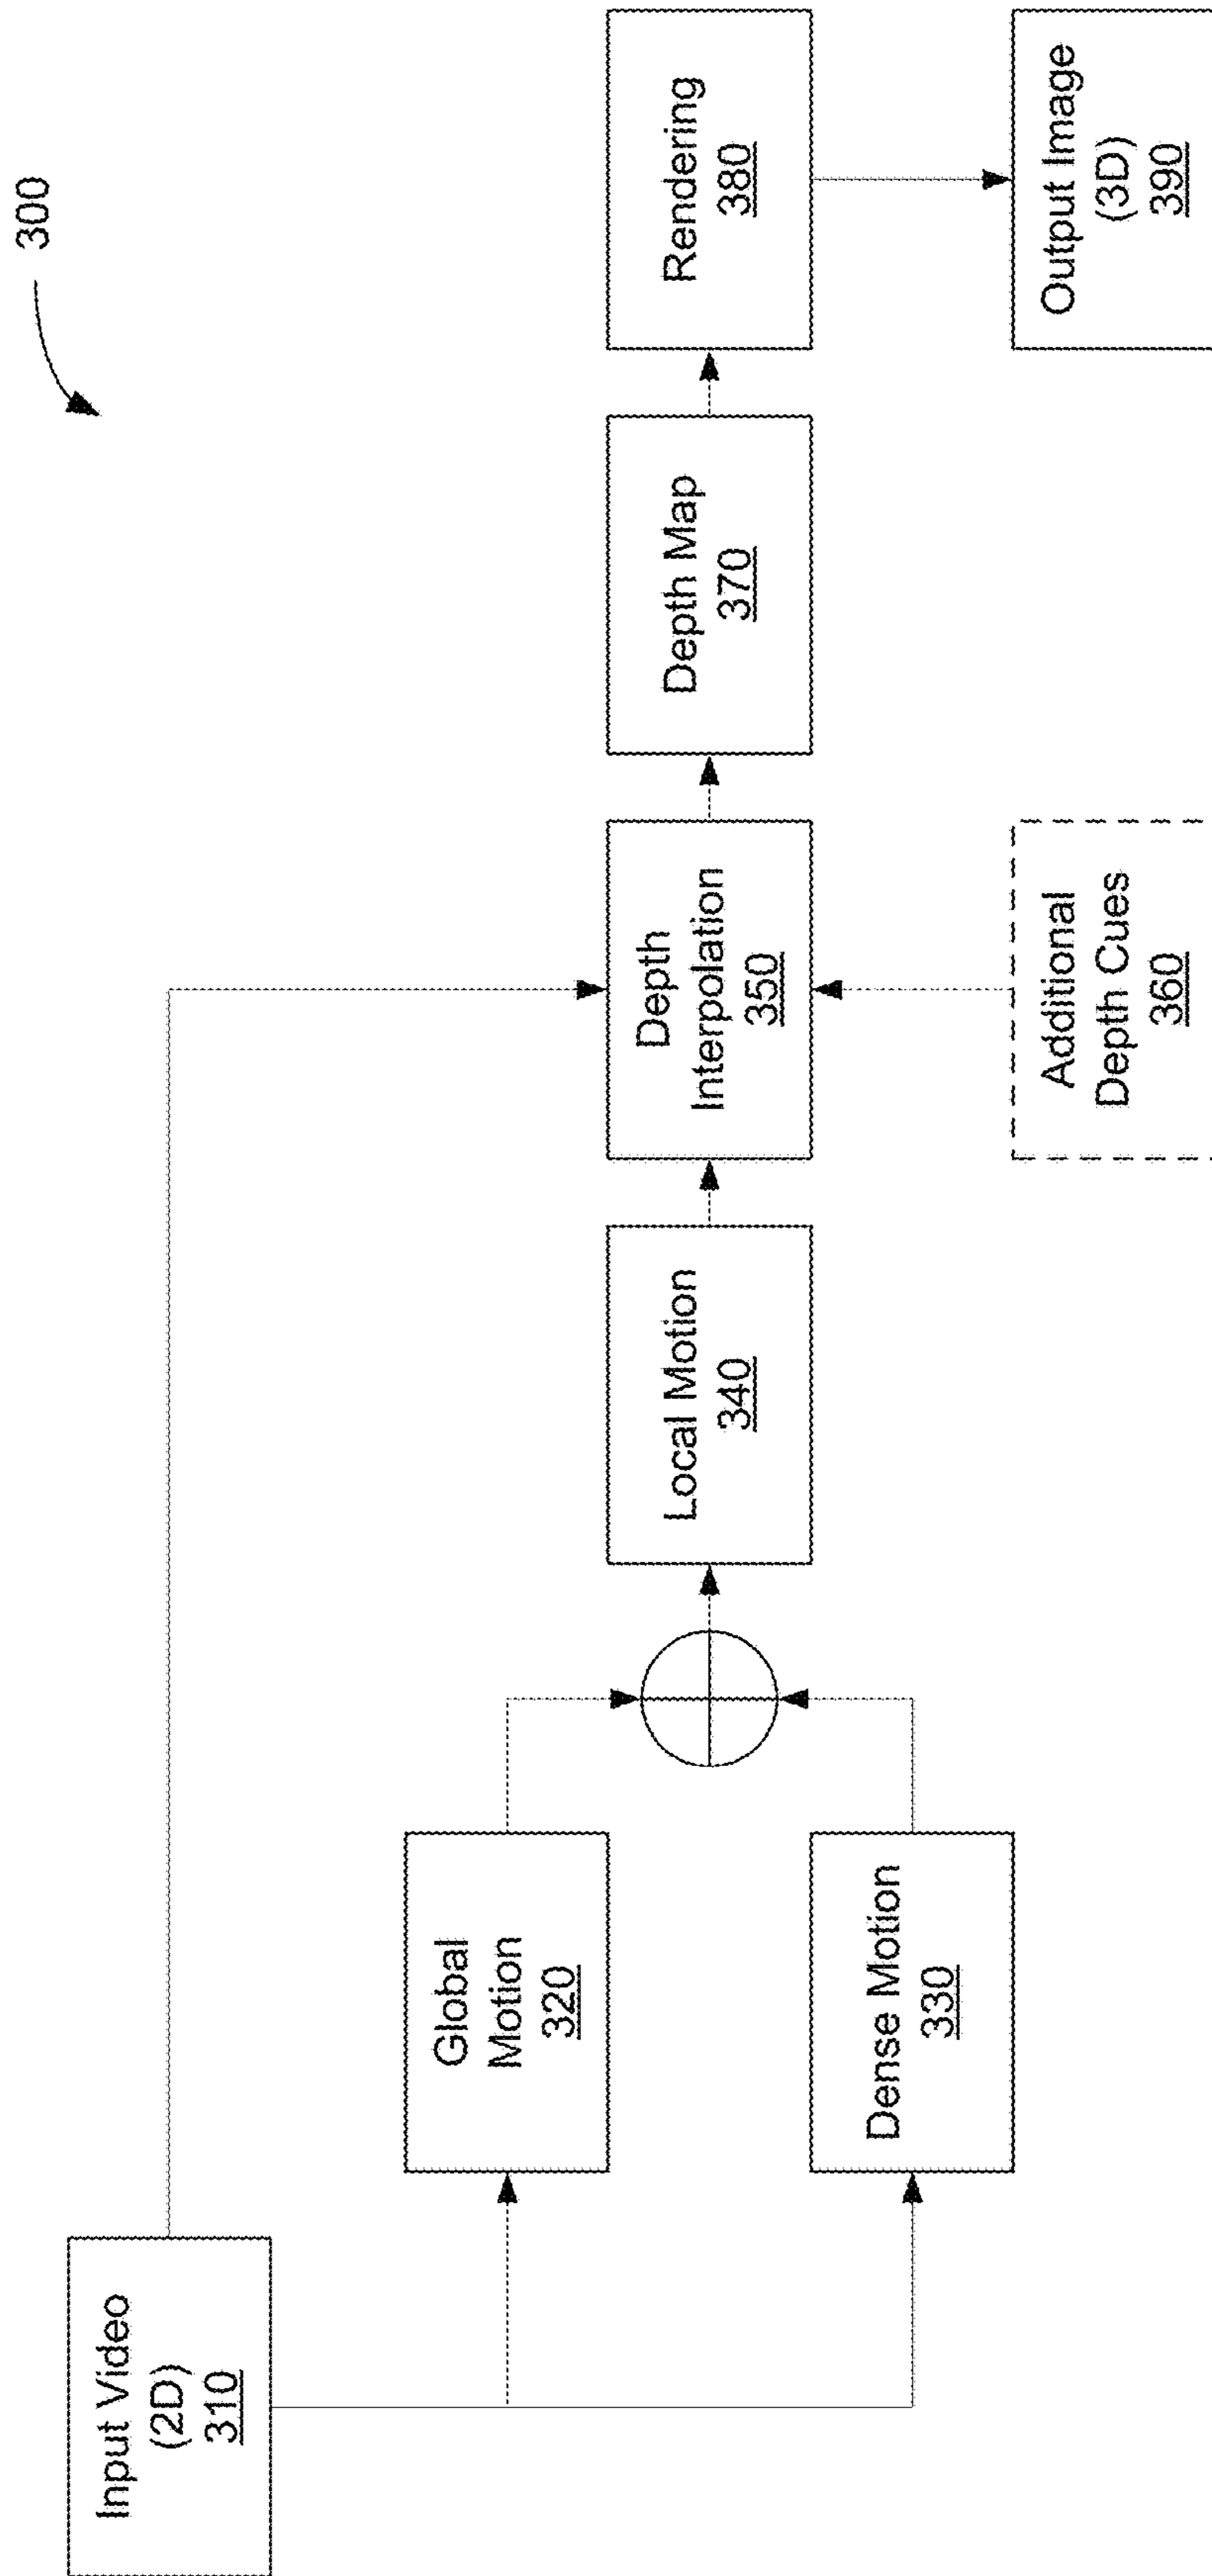 300
Input Video
(2D)
310
Global
Motion
320
Dense Motion
330
Local Motion
340
Depth
Interpolation
350
Additional
Depth Cues
360
Depth Map
370
Rendering
380
Output Image
(3D)
390